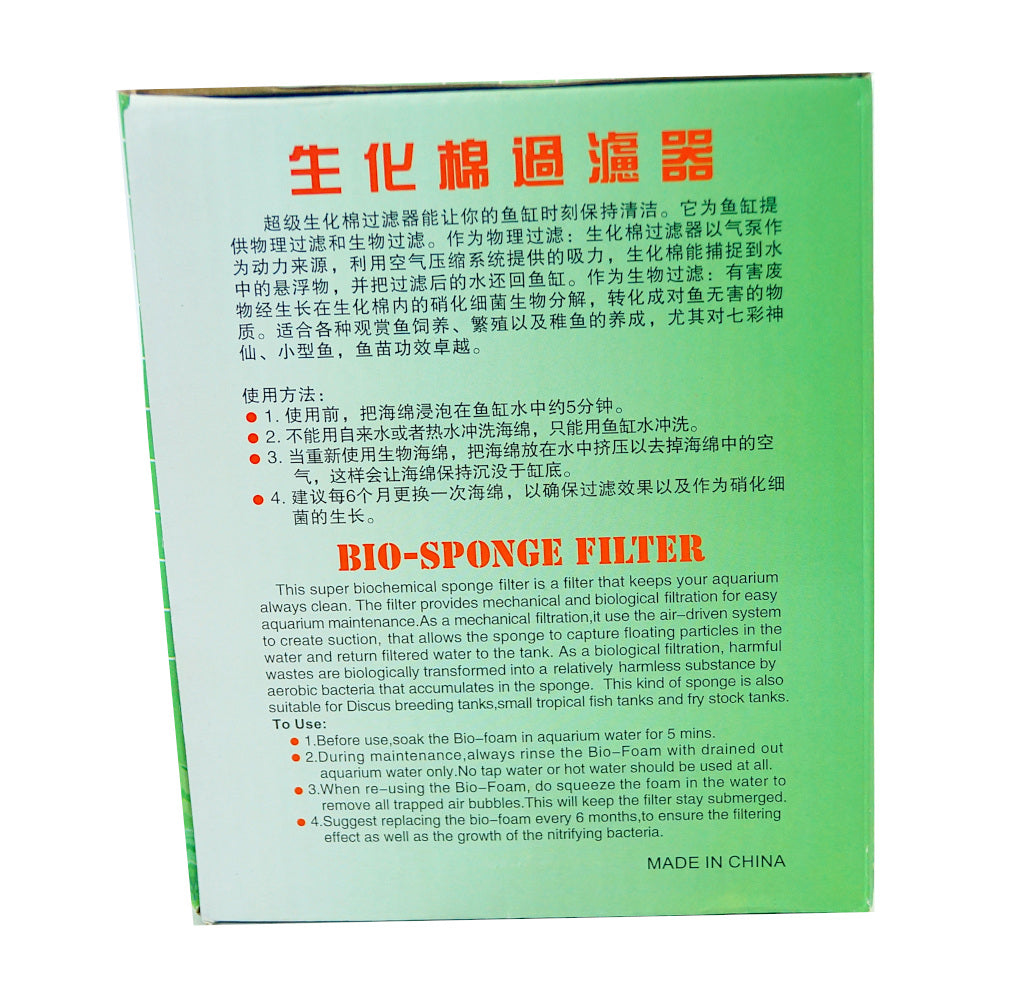 生化棉過濾器
超级生化棉过滤器能让你的鱼缸时刻保持清洁。它为鱼缸提
供物理过滤和生物过滤。作为物理过滤：生化棉过滤器以气泵作
为动力来源，利用空气压缩系统提供的吸力，生化棉能捕捉到水
中的悬浮物，并把过滤后的水还回鱼缸。作为生物过滤：有害废
物经生长在生化棉内的硝化细菌生物分解，转化成对鱼无害的物
质。适合各种观赏鱼饲养、繁殖以及稚鱼的养成，尤其对七彩神
仙、小型鱼，鱼苗功效卓越。
使用方法：
1. 使用前，把海绵浸泡在鱼缸水中约5分钟。
2. 不能用自来水或者热水冲洗海绵，只能用鱼缸水冲洗。
3. 当重新使用生物海绵，把海绵放在水中挤压以去掉海绵中的空
气，这样会让海绵保持沉没于缸底。
4. 建议每6个月更换一次海绵，以确保过滤效果以及作为硝化细
菌的生长。
BIO-SPONGE FILTER
This super biochemical sponge filter is a filter that keeps your aquarium
always clean. The filter provides mechanical and biological filtration for easy
aquarium maintenance.As a mechanical filtration,it use the air-driven system
to create suction, that allows the sponge to capture floating particles in the
water and return filtered water to the tank. As a biological filtration, harmful
wastes are biologically transformed into a relatively harmless substance by
aerobic bacteria that accumulates in the sponge. This kind of sponge is also
suitable for Discus breeding tanks,small tropical fish tanks and fry stock tanks.
To Use:
1.Before use,soak the Bio-foam in aquarium water for 5 mins.
2.During maintenance,always rinse the Bio-Foam with drained out
aquarium water only.No tap water or hot water should be used at all.
3.When re-using the Bio-Foam, do squeeze the foam in the water to
remove all trapped air bubbles.This will keep the filter stay submerged.
4.Suggest replacing the bio-foam every 6 months,to ensure the filtering
effect as well as the growth of the nitrifying bacteria.
MADE IN CHINA